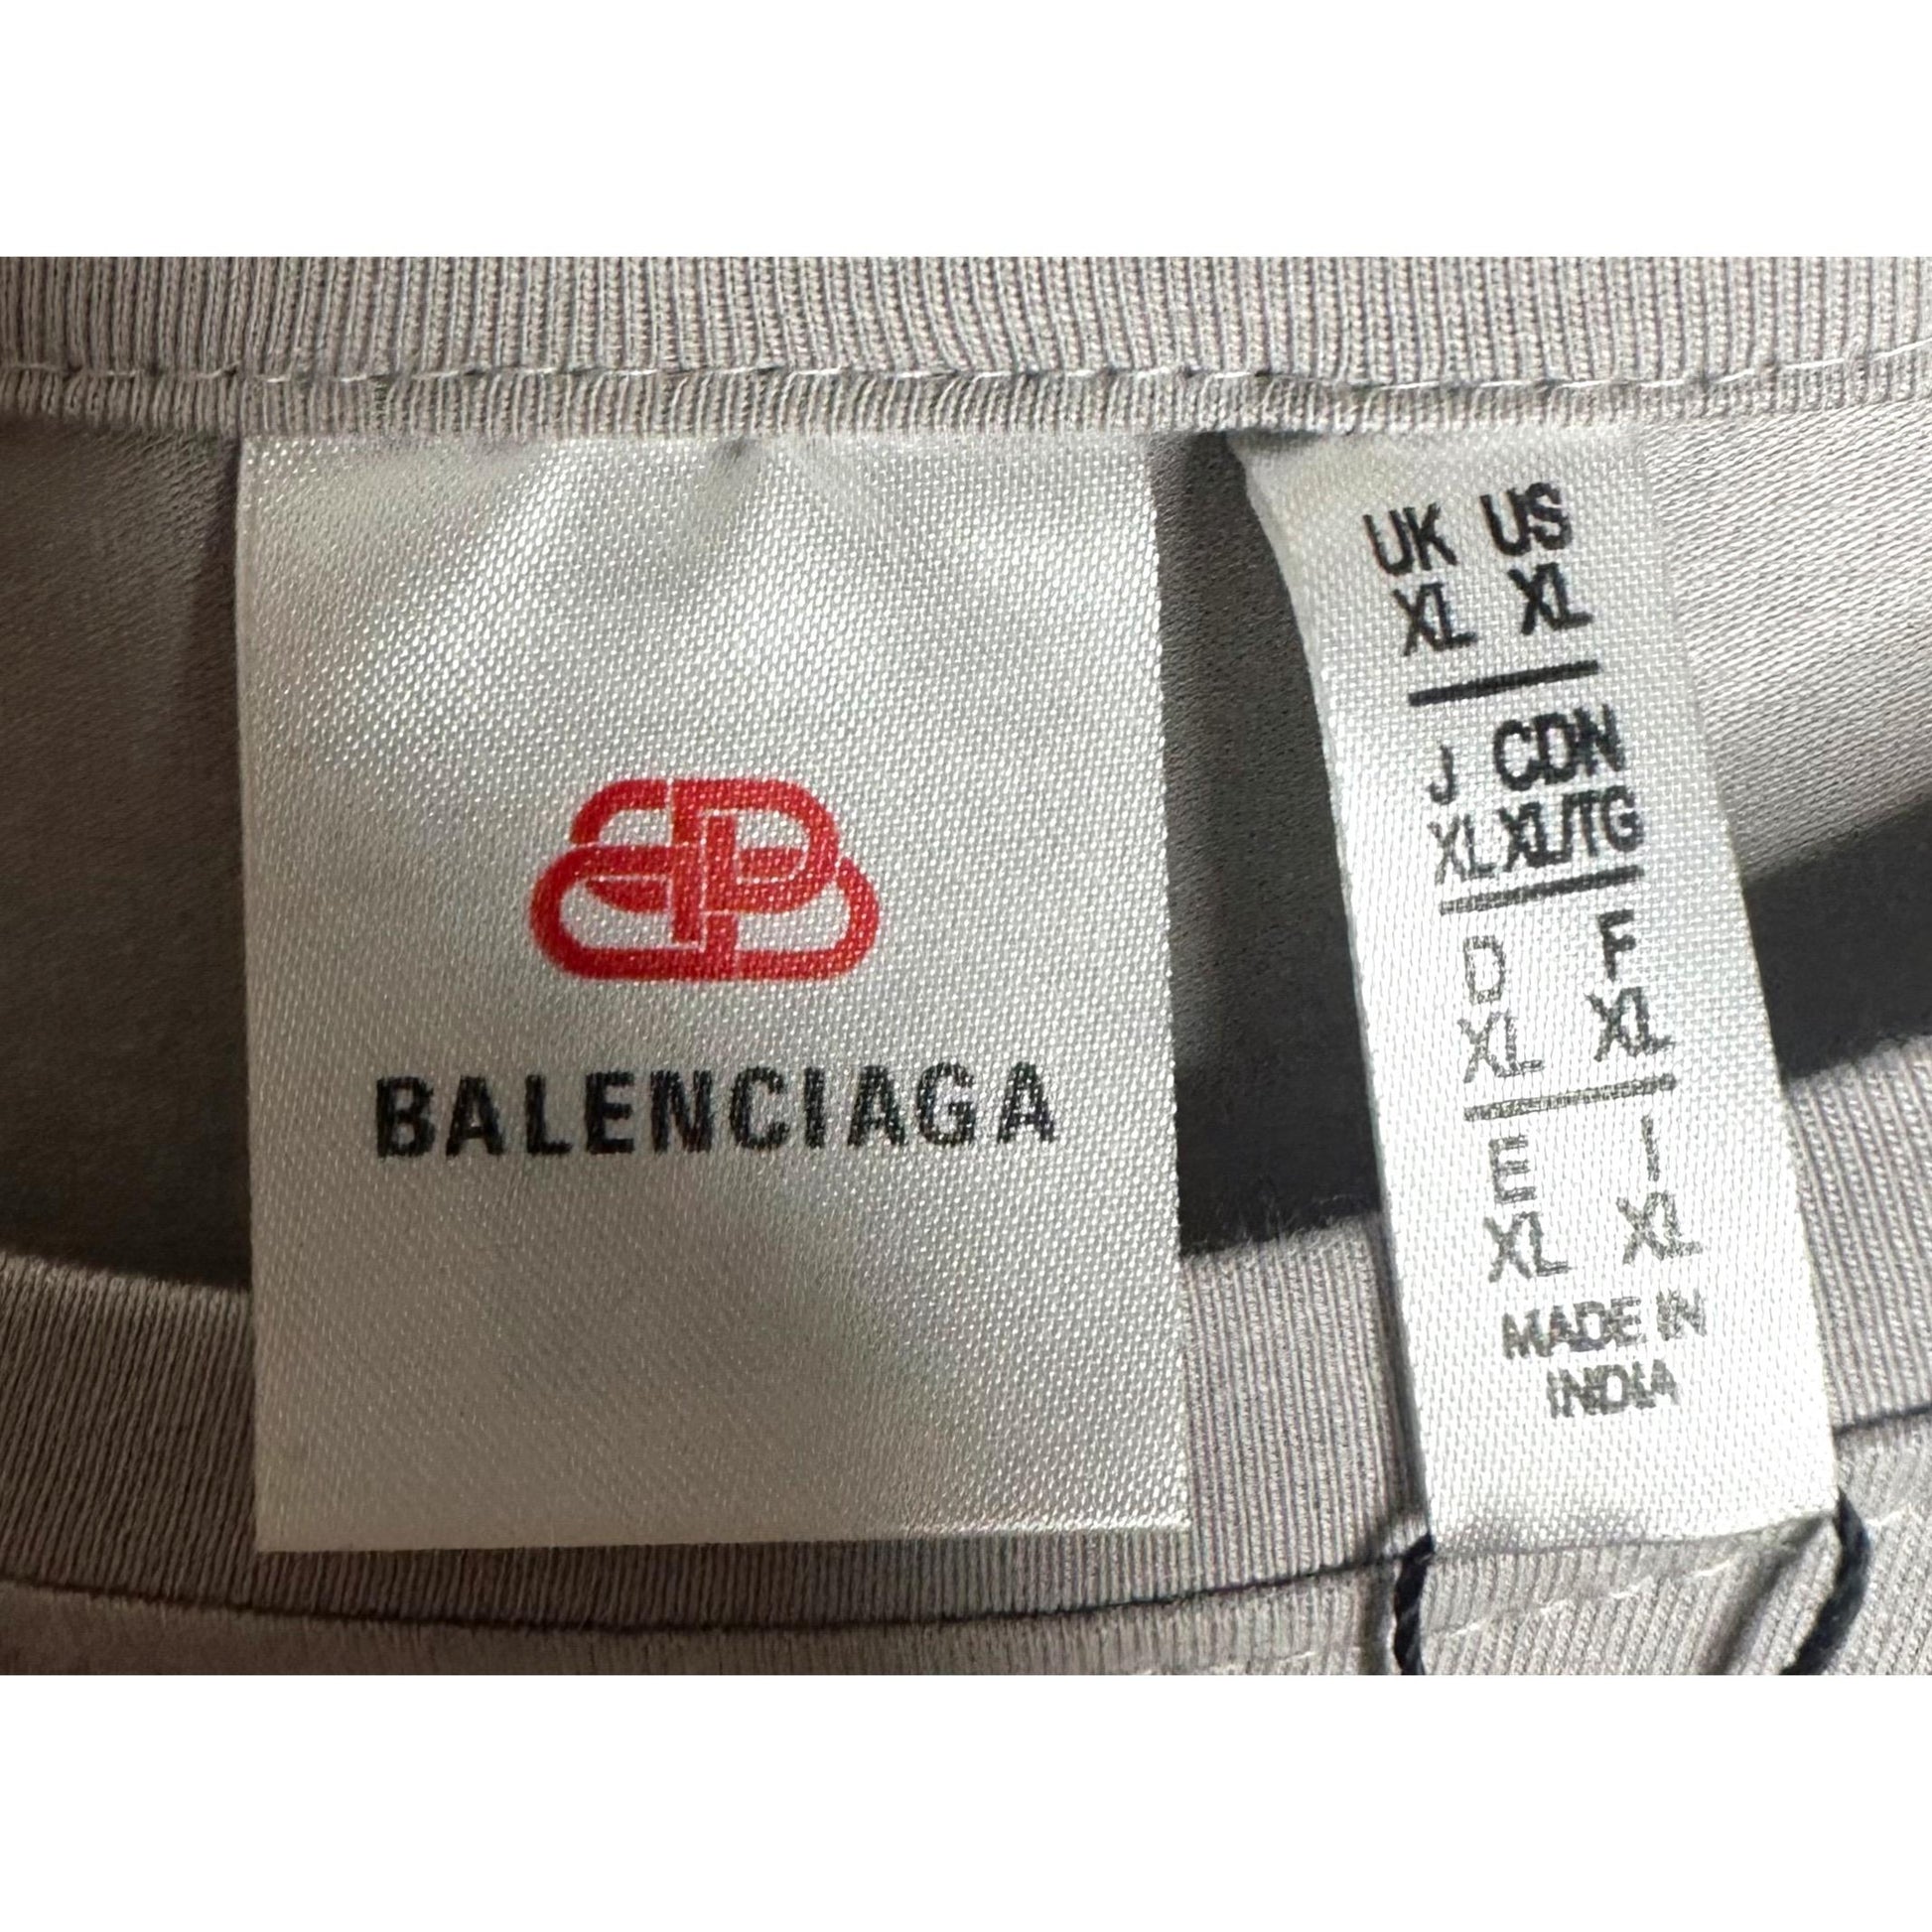 BALENCIAGA
UK US
XL XL
J CDN
XL XL/TG
D F
XL XL
E I
XL XL
MADE IN
INDIA